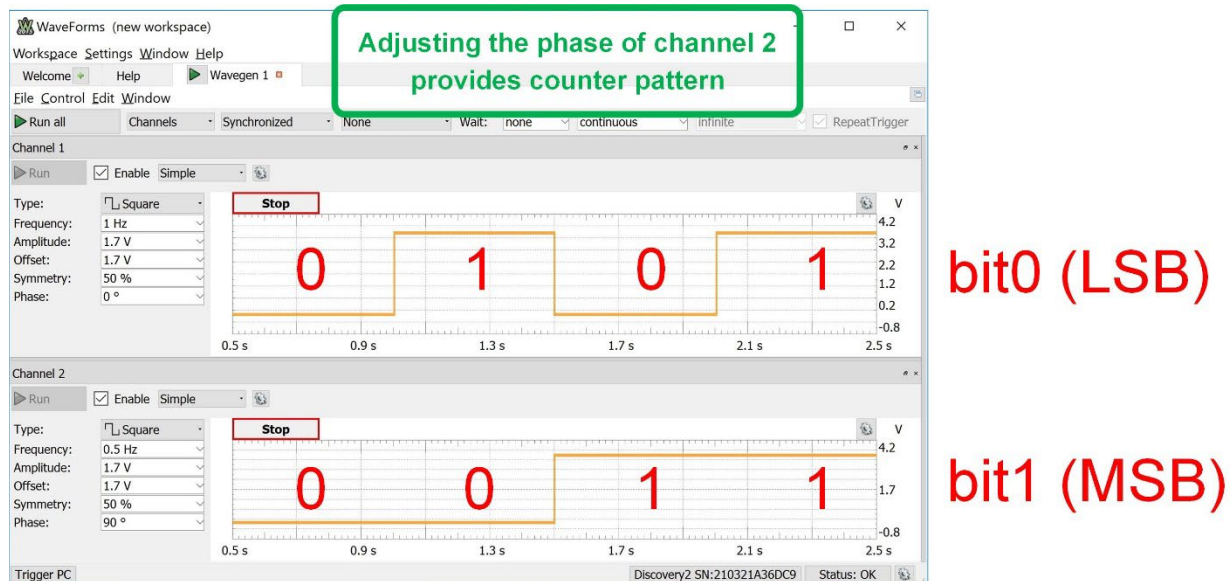 WaveForms (new workspace)
Workspace Settings Window Help
Adjusting the phase of channel 2
provides counter pattern
Welcome Help Wavegen 1
File Control Edit Window
Run all Channels Synchronized None Wait: none continuous infinite RepeatTrigger
Channel 1
Run Enable Simple
Type: Square Stop V
Frequency: 1 Hz 4.2
Amplitude: 1.7 V 3.2
Offset: 1.7 V 2.2
Symmetry: 50 % 1.2
Phase: 0 ° 0.2
-0.8
0 1 0 1
bit0 (LSB)
0.5 s 0.9 s 1.3 s 1.7 s 2.1 s 2.5 s
Channel 2
Run Enable Simple
Type: Square Stop V
Frequency: 0.5 Hz 4.2
Amplitude: 1.7 V
Offset: 1.7 V 1.7
Symmetry: 50 %
Phase: 90 °
-0.8
0 0 1 1
bit1 (MSB)
0.5 s 0.9 s 1.3 s 1.7 s 2.1 s 2.5 s
Trigger PC Discovery2 SN:210321A36DC9 Status: OK